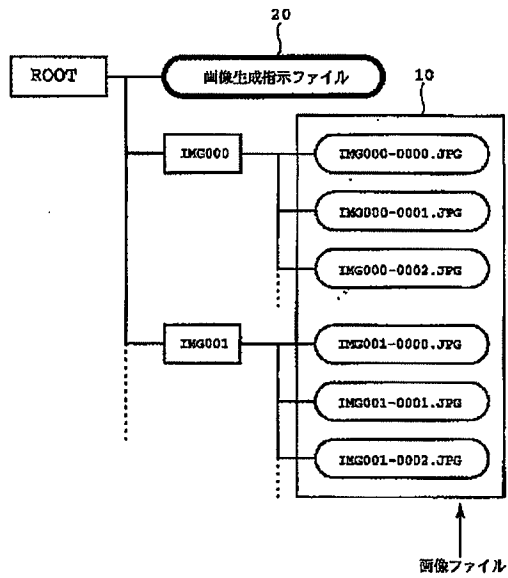 20
ROOT
画像生成指示ファイル
10
IMG000
IMG000-0000.JPG
IMG000-0001.JPG
IMG000-0002.JPG
IMG001
IMG001-0000.JPG
IMG001-0001.JPG
IMG001-0002.JPG
画像ファイル